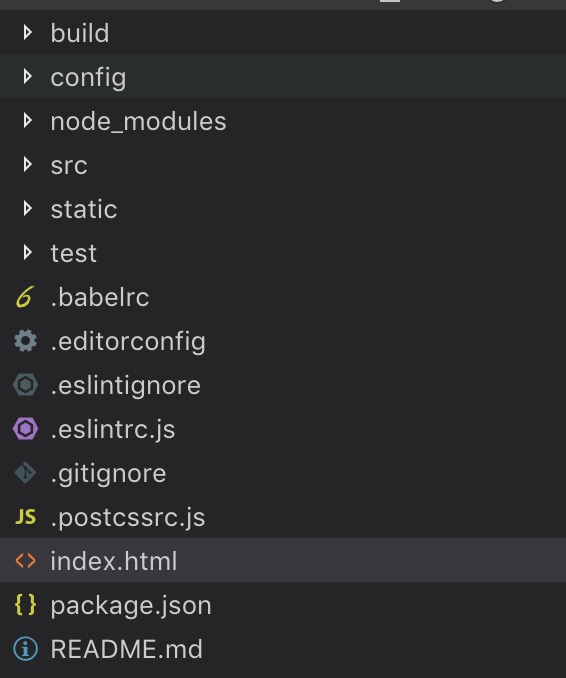 build
config
node_modules
src
static
test
.babelrc
.editorconfig
.eslintignore
.eslintrc.js
.gitignore
JS .postcssrc.js
index.html
package.json
README.md